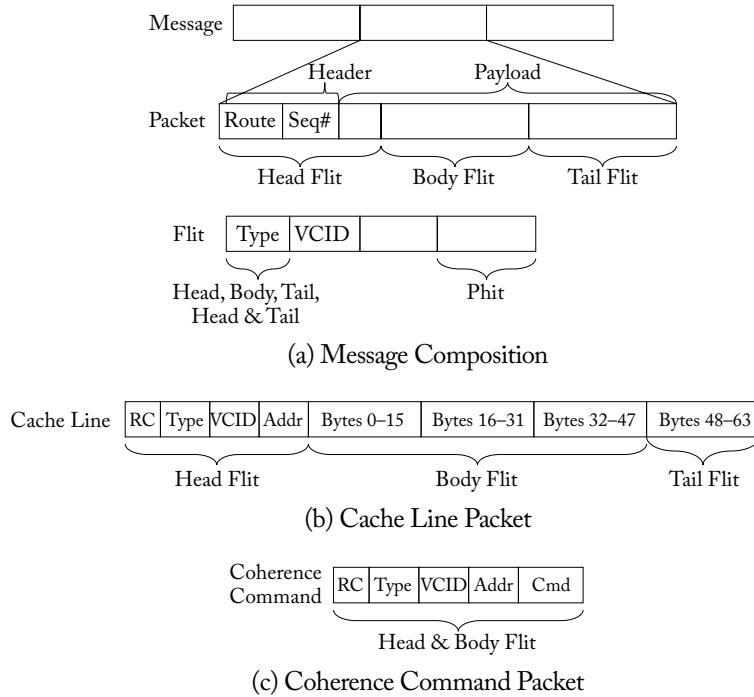 Message
Header
Payload
Packet
Route
Seq#
Head Flit
Body Flit
Tail Flit
Flit
Type
VCID
Head, Body, Tail,
Head & Tail
Phit
(a) Message Composition
Cache Line
RC
Type
VCID
Addr
Bytes 0–15
Bytes 16–31
Bytes 32–47
Bytes 48–63
Head Flit
Body Flit
Tail Flit
(b) Cache Line Packet
Coherence
Command
RC
Type
VCID
Addr
Cmd
Head & Body Flit
(c) Coherence Command Packet